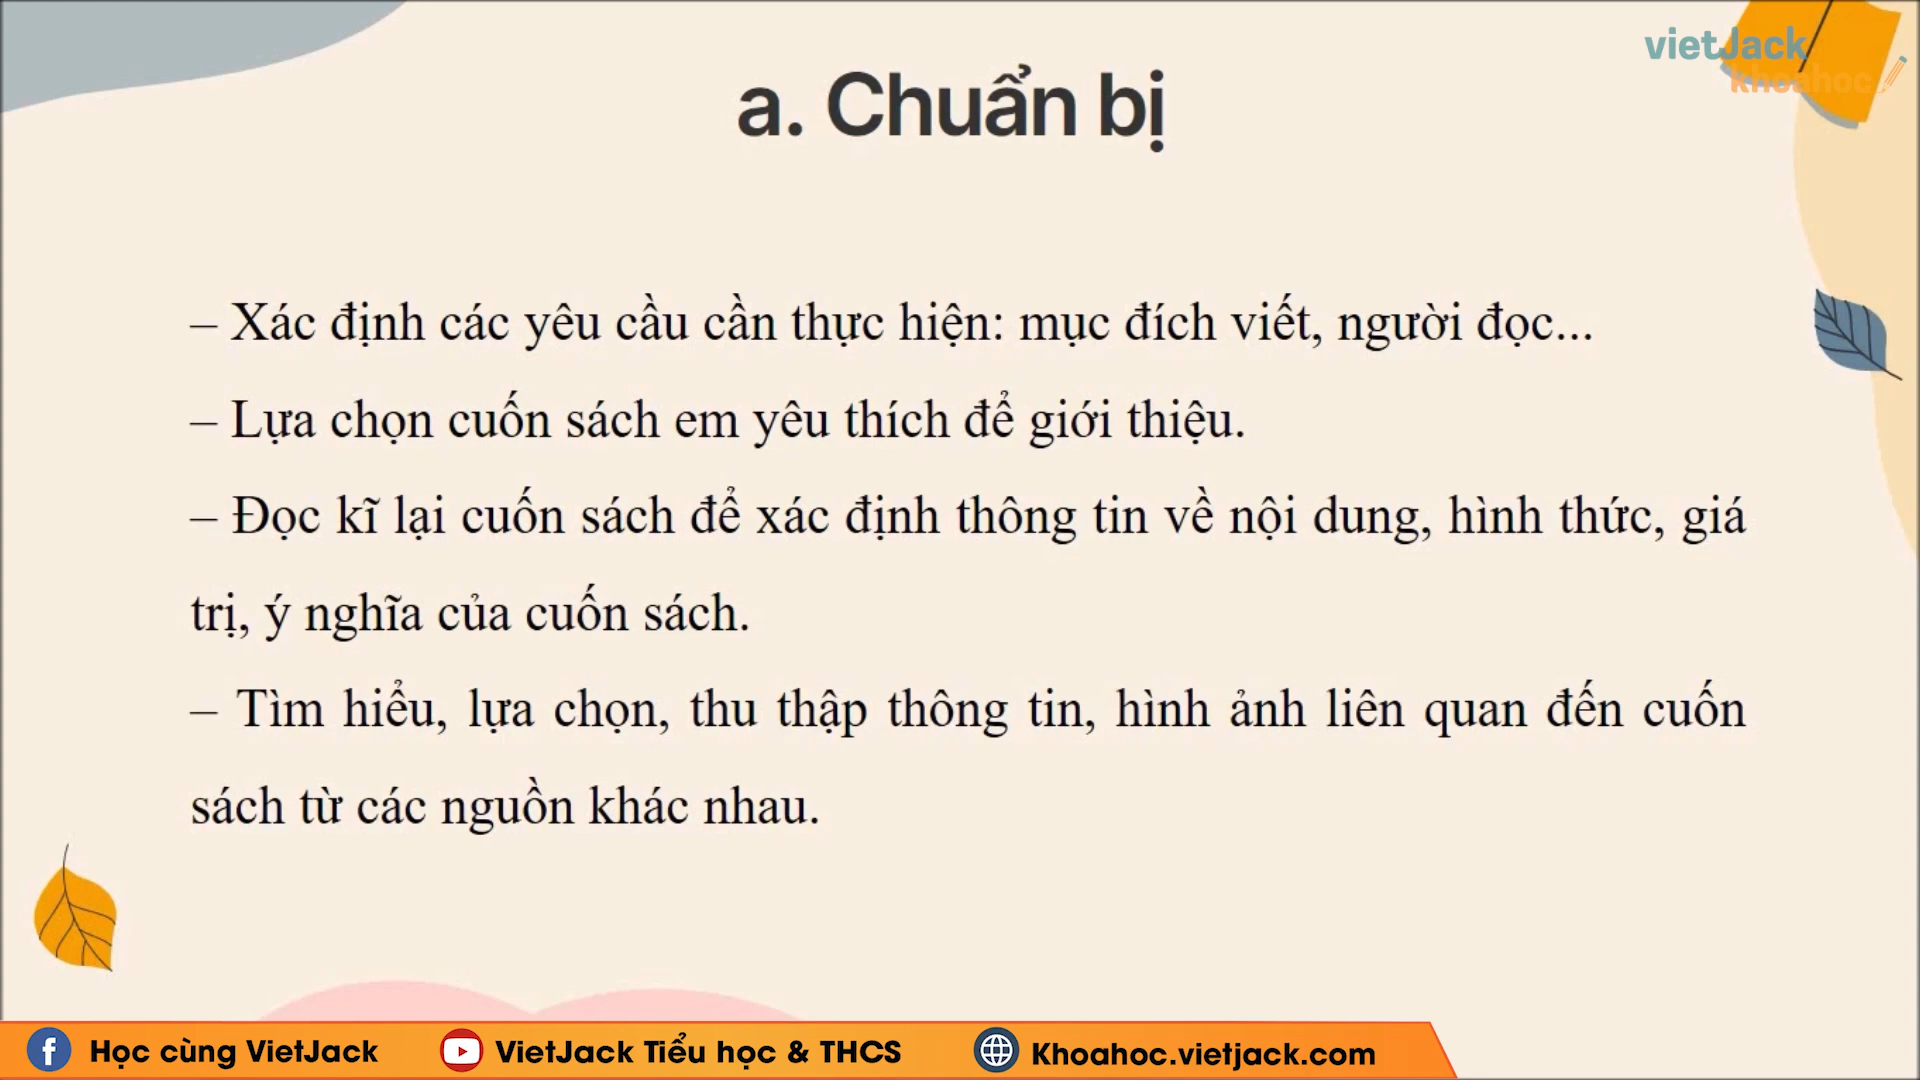 vietJack
khoahoc
a. Chuẩn bị
– Xác định các yêu cầu cần thực hiện: mục đích viết, người đọc...
– Lựa chọn cuốn sách em yêu thích để giới thiệu.
– Đọc kĩ lại cuốn sách để xác định thông tin về nội dung, hình thức, giá
trị, ý nghĩa của cuốn sách.
– Tìm hiểu, lựa chọn, thu thập thông tin, hình ảnh liên quan đến cuốn
sách từ các nguồn khác nhau.
Học cùng VietJack
VietJack Tiểu học & THCS
Khoahoc.vietjack.com